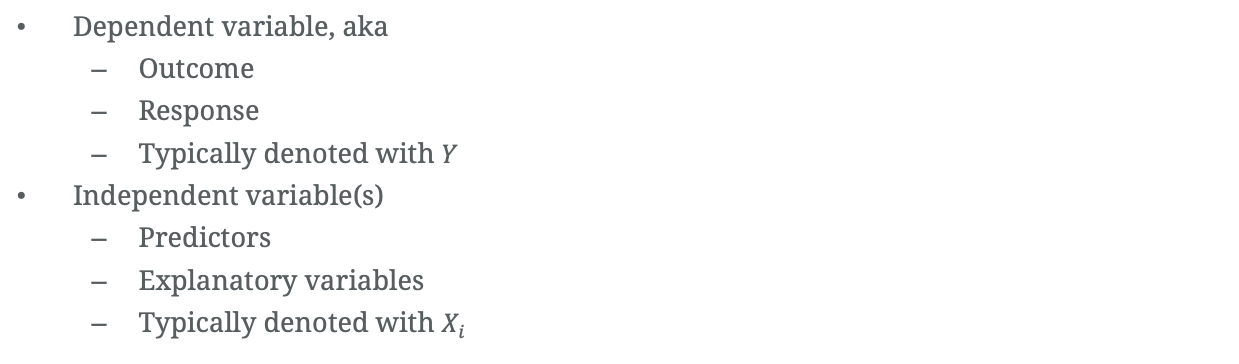 • Dependent variable, aka
– Outcome
– Response
– Typically denoted with Y
• Independent variable(s)
– Predictors
– Explanatory variables
– Typically denoted with Xᵢ